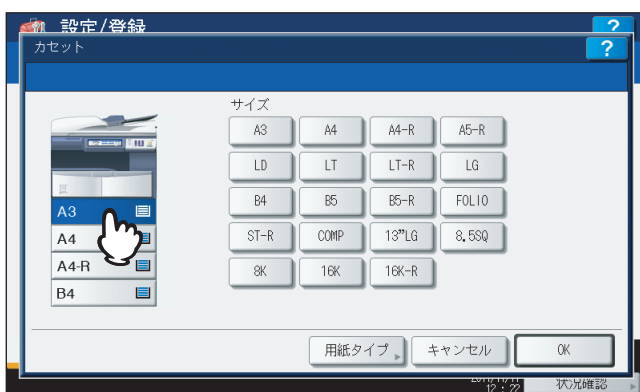 設定/登録 ?
カセット ?
サイズ
A3 A4 A4-R A5-R
LD LT LT-R LG
B4 B5 B5-R FOLIO
ST-R COMP 13"LG 8.5SQ
8K 16K 16K-R
A3
A4
A4-R
B4
用紙タイプ キャンセル OK
12:22 状況確認